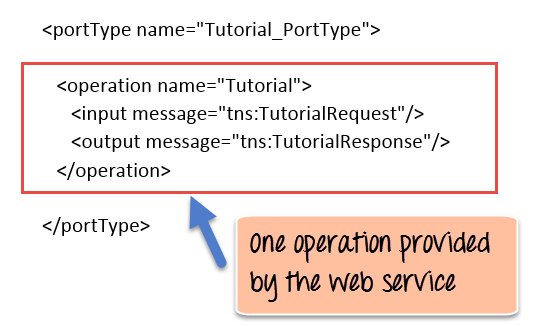 <portType name="Tutorial_PortType">
<operation name="Tutorial">
<input message="tns:TutorialRequest"/>
<output message="tns:TutorialResponse"/>
</operation>
</portType>
One operation provided
by the web service